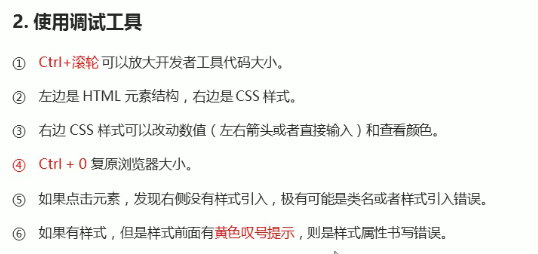 2. 使用调试工具
① Ctrl+滚轮 可以放大开发者工具代码大小。
② 左边是 HTML 元素结构，右边是 CSS 样式。
③ 右边 CSS 样式可以改动数值（左右箭头或者直接输入）和查看颜色。
④ Ctrl + 0 复原浏览器大小。
⑤ 如果点击元素，发现右侧没有样式引入，极有可能是类名或者样式引入错误。
⑥ 如果有样式，但是样式前面有黄色叹号提示，则是样式属性书写错误。